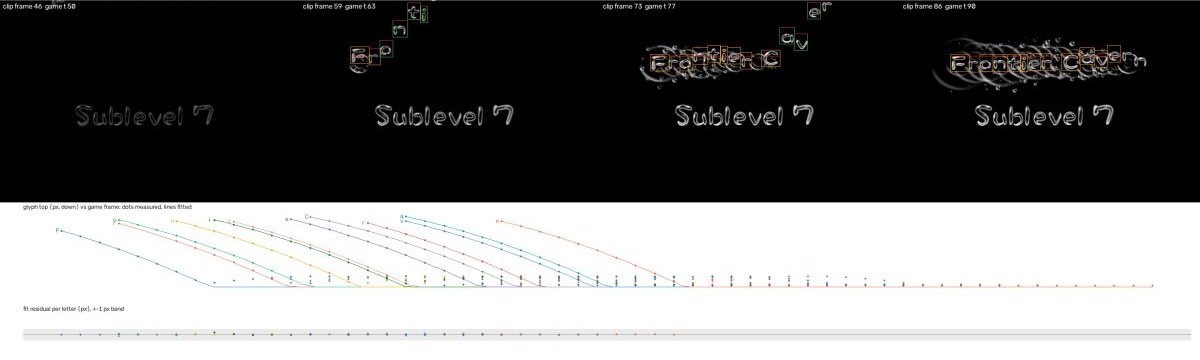 clip frame 46 game t 50
clip frame 59 game t 63
clip frame 73 game t 77
clip frame 86 game t 90
n
t i
F r o
Fr o n t i e r C
a v
e r
Frontier Cavern
Sublevel 7
Sublevel 7
Sublevel 7
Sublevel 7
glyph top (px, down) vs game frame: dots measured, lines fitted
fit residual per letter (px), +-1 px band